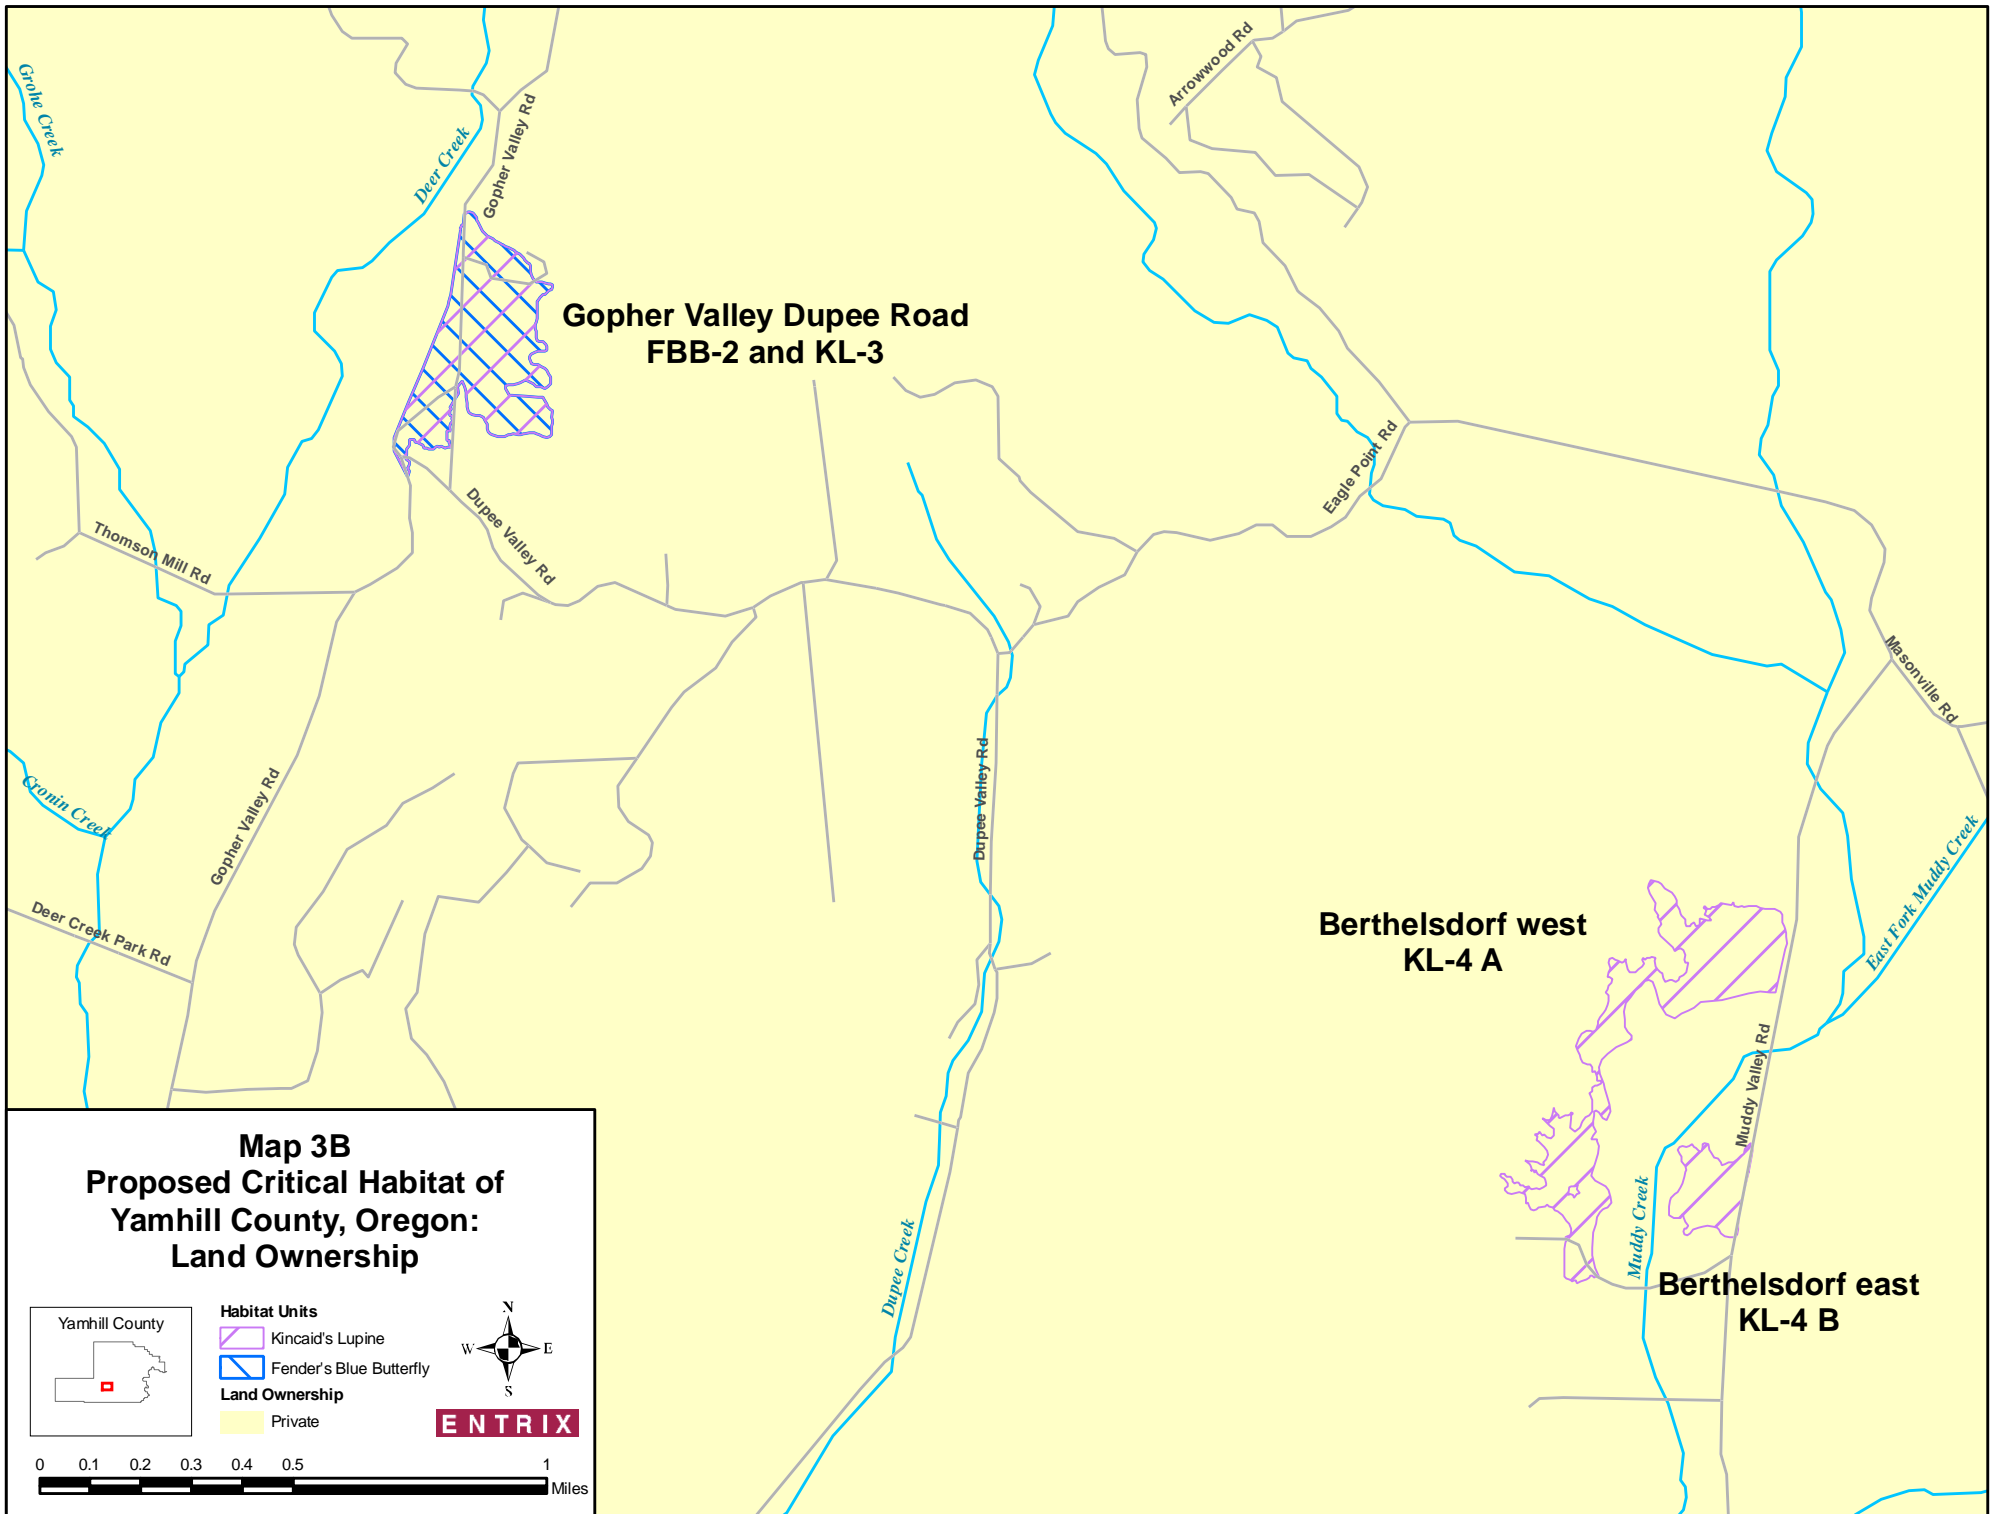 Grohe Creek
Deer Creek
Gopher Valley Rd
Arrowwood Rd
Gopher Valley Dupee Road
FBB-2 and KL-3
Eagle Point Rd
Dupee Valley Rd
Thomson Mill Rd
Masonville Rd
Cronin Creek
Gopher Valley Rd
Dupee Valley Rd
East Fork Muddy Creek
Deer Creek Park Rd
Berthelsdorf west
KL-4 A
Muddy Valley Rd
Muddy Creek
Dupee Creek
Berthelsdorf east
KL-4 B
Map 3B
Proposed Critical Habitat of
Yamhill County, Oregon:
Land Ownership
Yamhill County
Habitat Units
Kincaid's Lupine
Fender's Blue Butterfly
Land Ownership
Private
N
W E
S
ENTRIX
0 0.1 0.2 0.3 0.4 0.5 1
Miles